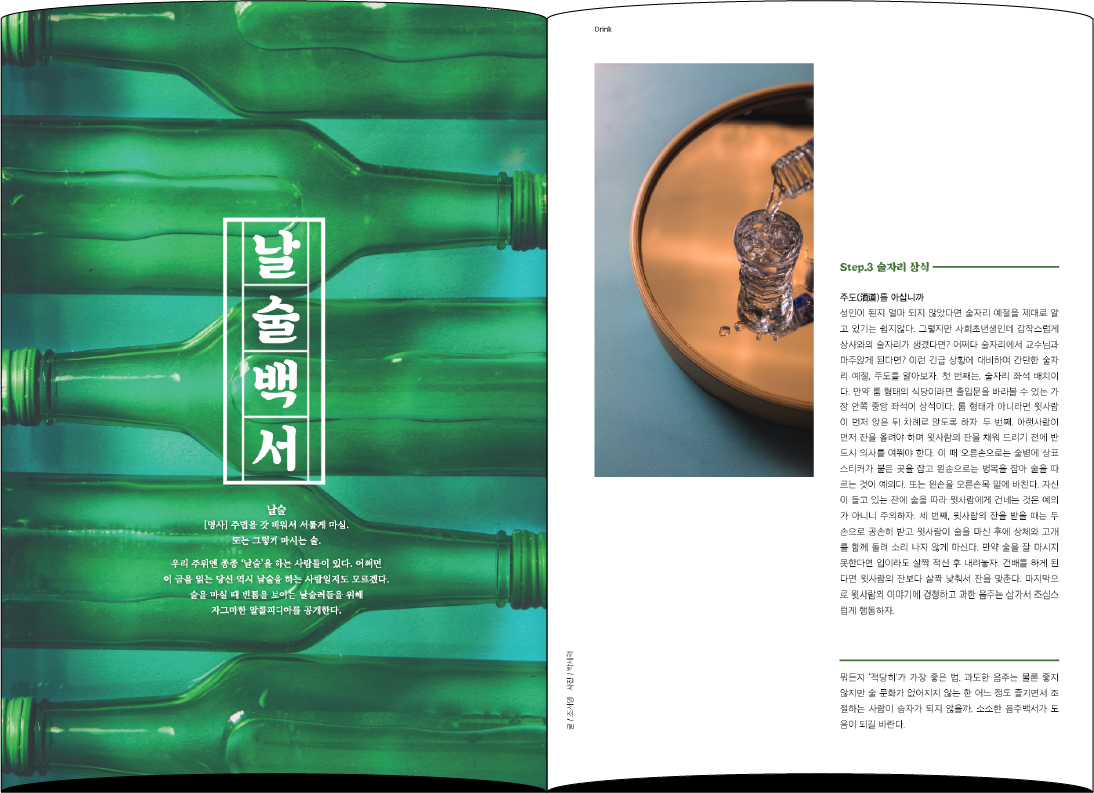 날
술
백
서
날술
[명사] 주법을 갓 배워서 서툴게 마심.
또는 그렇게 마시는 술.
우리 주위엔 종종 '날술'을 하는 사람들이 있다. 어쩌면
이 글을 읽는 당신 역시 날술을 하는 사람일지도 모르겠다.
술을 마실 때 빈틈을 보이는 날술러들을 위해
자그마한 알콜피디아를 공개한다.
Drink
Step.3 술자리 상식
주도(酒道)를 아십니까
성인이 된지 얼마 되지 않았다면 술자리 예절을 제대로 알
고 있기는 쉽지않다. 그렇지만 사회초년생인데 갑작스럽게
상사와의 술자리가 생겼다면? 어쩌다 술자리에서 교수님과
마주앉게 된다면? 이런 긴급 상황에 대비하여 간단한 술자
리 예절, 주도를 알아보자. 첫 번째는, 술자리 좌석 배치이
다. 만약 룸 형태의 식당이라면 출입문을 바라볼 수 있는 가
장 안쪽 중앙 좌석이 상석이다. 룸 형태가 아니라면 윗사람
이 먼저 앉은 뒤 차례로 앉도록 하자. 두 번째. 아랫사람이
먼저 잔을 올려야 하며 윗사람의 잔을 채워 드리기 전에 반
드시 의사를 여쭤야 한다. 이 때 오른손으로는 술병에 상표
스티커가 붙은 곳을 잡고 왼손으로는 병목을 잡아 술을 따
르는 것이 예의다. 또는 왼손을 오른손목 밑에 바친다. 자신
이 들고 있는 잔에 술을 따라 윗사람에게 건네는 것은 예의
가 아니니 주의하자. 세 번째, 윗사람의 잔을 받을 때는 두
손으로 공손히 받고 윗사람이 술을 마신 후에 상체와 고개
를 함께 돌려 소리 나지 않게 마신다. 만약 술을 잘 마시지
못한다면 입이라도 살짝 적신 후 내려놓자. 건배를 하게 된
다면 윗사람의 잔보다 살짝 낮춰서 잔을 맞춘다. 마지막으
로 윗사람의 이야기에 경청하고 과한 음주는 삼가서 조심스
럽게 행동하자.
뭐든지 '적당히'가 가장 좋은 법. 과도한 음주는 물론 좋지
않지만 술 문화가 없어지지 않는 한 어느 정도 즐기면서 조
절하는 사람이 승자가 되지 않을까. 소소한 음주백서가 도
움이 되길 바란다.
글 / 조서영 사진 / 박세덕